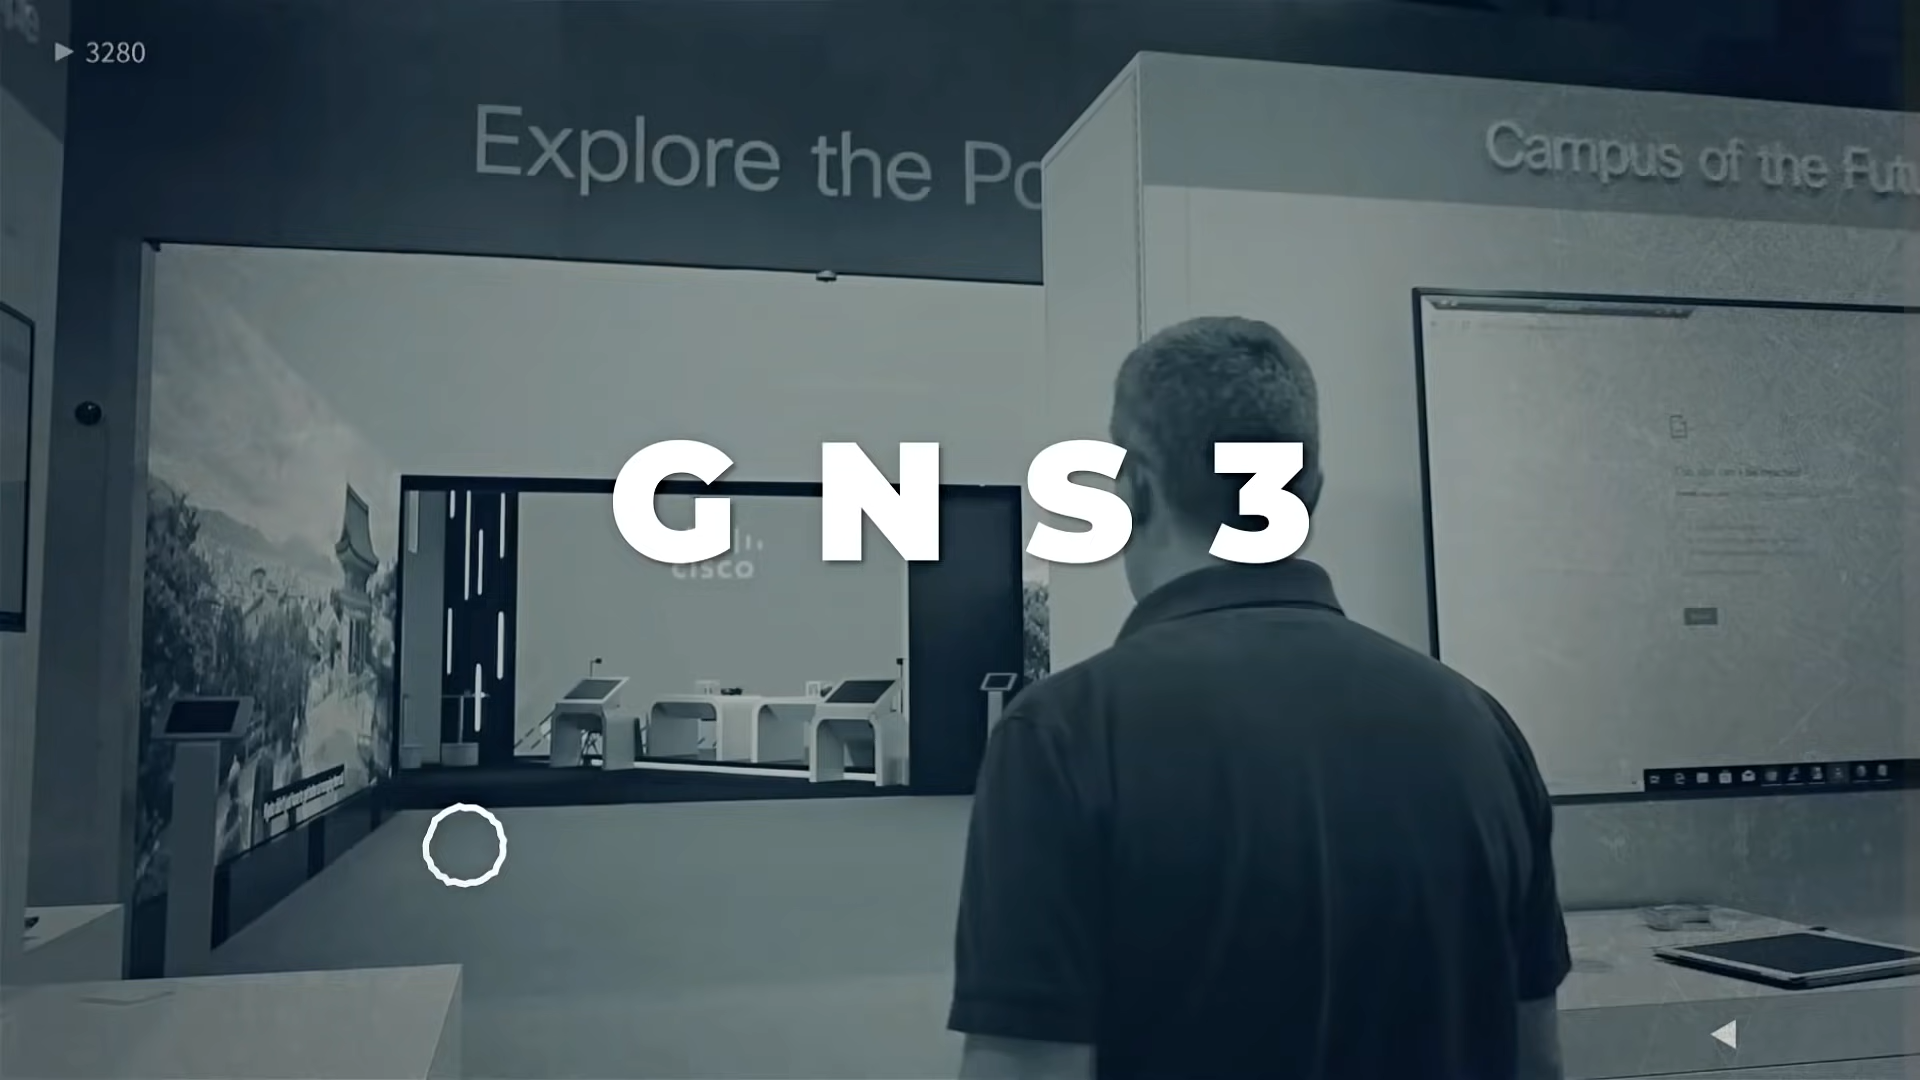 3280
Explore the Po
Campus of the Futu
GNS3
cisco